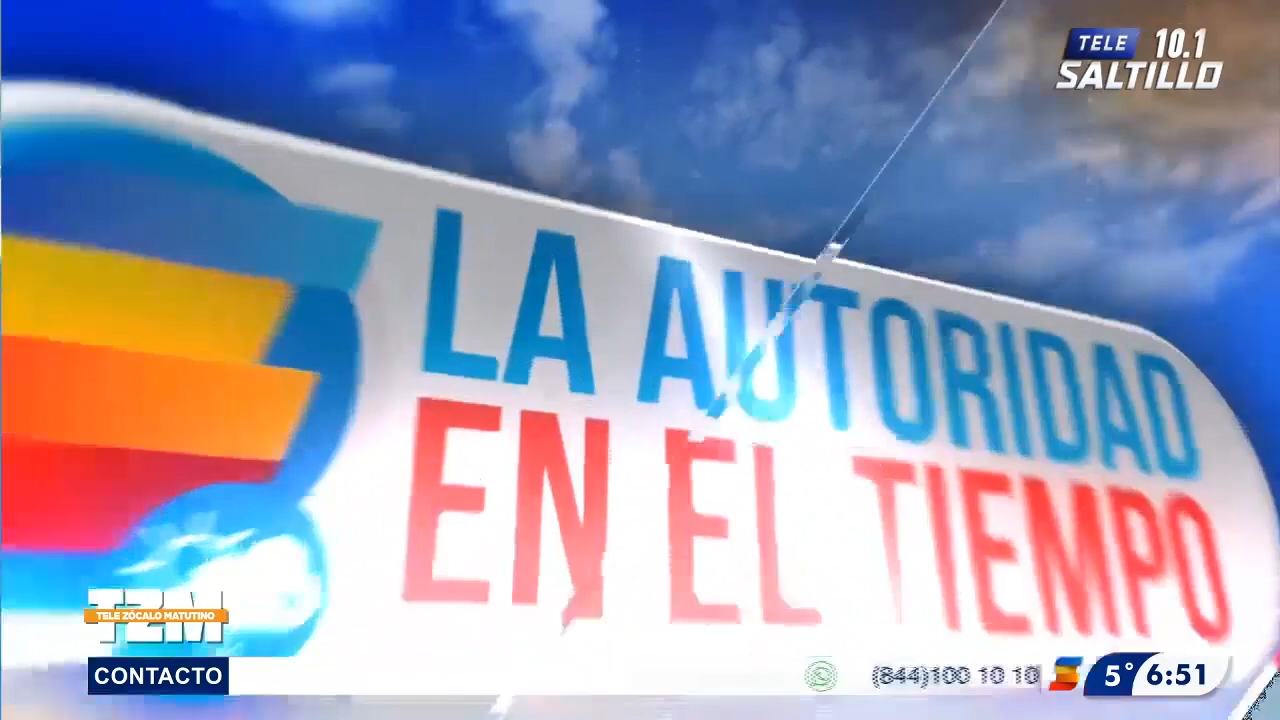 TELE 10.1
SALTILLO
LA AUTORIDAD
EN EL TIEMPO
TZM
TELE ZÓCALO MATUTINO
CONTACTO
(844)100 10 10
5° 6:51